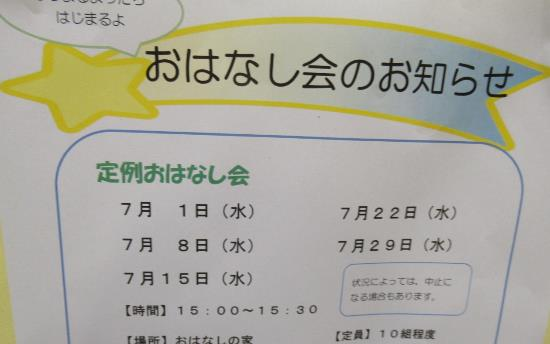 はじまるよ
おはなし会のお知らせ
定例おはなし会
7月 1日(水)
7月 8日(水)
7月15日(水)
7月22日(水)
7月29日(水)
状況によっては、中止に
なる場合もあります。
【時間】15:00～15:30
【場所】おはなしの家
【定員】10組程度